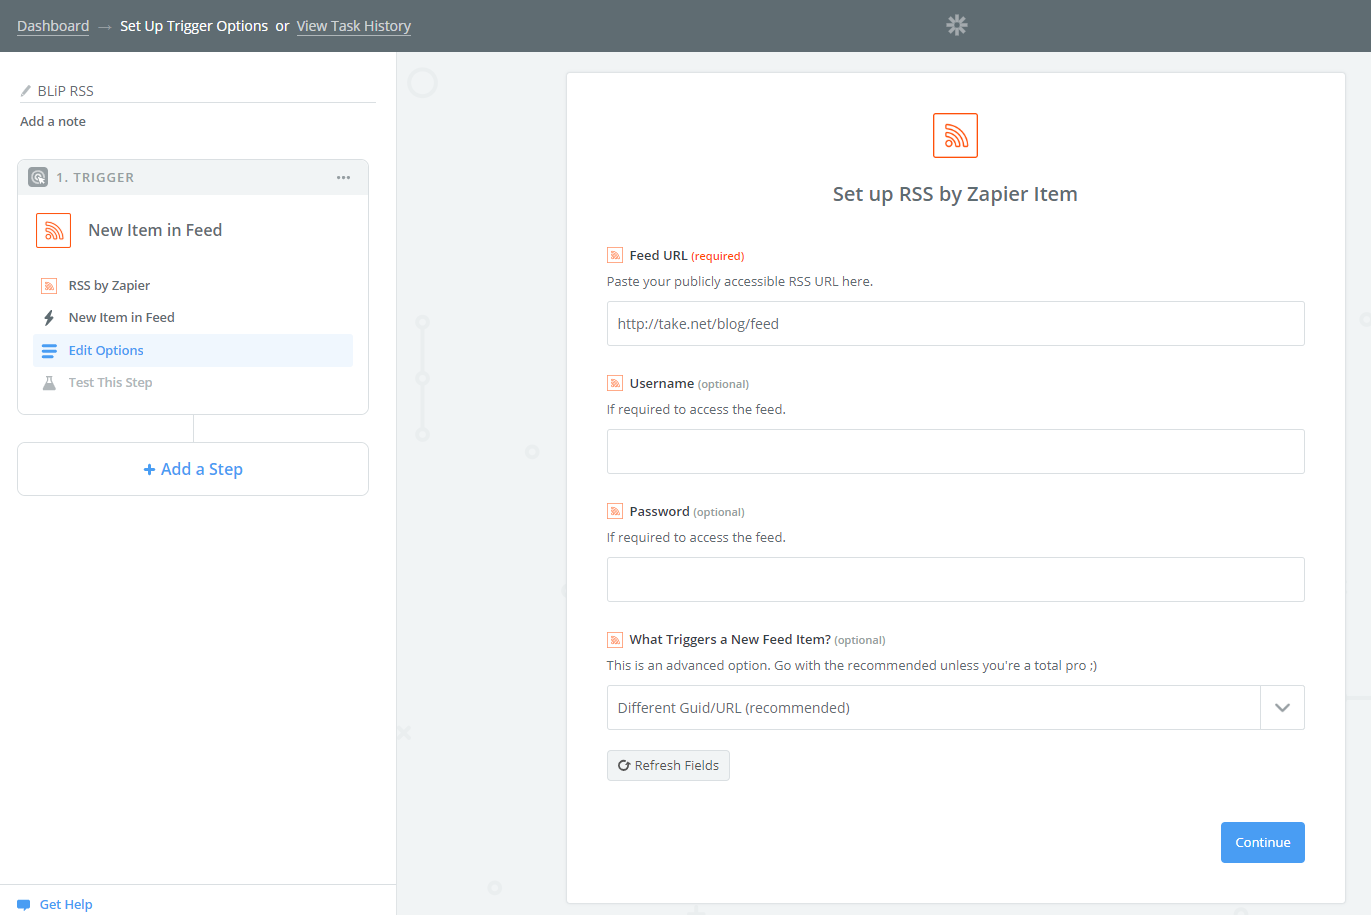 Dashboard → Set Up Trigger Options or View Task History
BLiP RSS
Add a note
1. TRIGGER
New Item in Feed
RSS by Zapier
New Item in Feed
Edit Options
Test This Step
+ Add a Step
Get Help
Set up RSS by Zapier Item
Feed URL (required)
Paste your publicly accessible RSS URL here.
http://take.net/blog/feed
Username (optional)
If required to access the feed.
Password (optional)
If required to access the feed.
What Triggers a New Feed Item? (optional)
This is an advanced option. Go with the recommended unless you're a total pro ;)
Different Guid/URL (recommended)
Refresh Fields
Continue